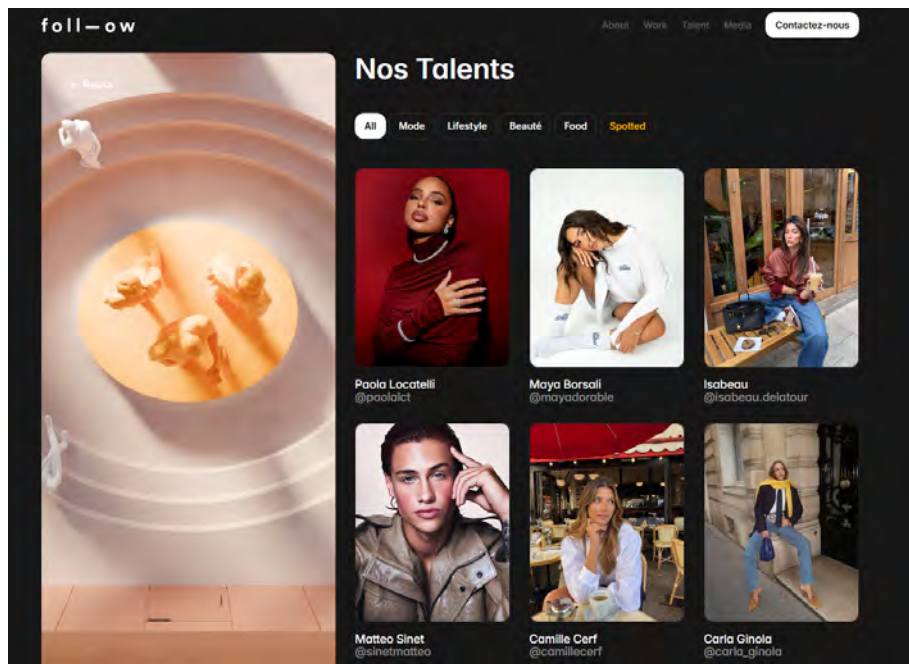 foll—ow
About Work Talent Media Contactez-nous
Nos Talents
All Mode Lifestyle Beauté Food Spotted
Paola Locatelli
@paolalct
Maya Borsali
@mayadorable
Isabeau
@isabeau.delatour
Matteo Sinet
@sinetmatteo
Camille Cerf
@camillecerf
Carla Ginola
@carla_ginola